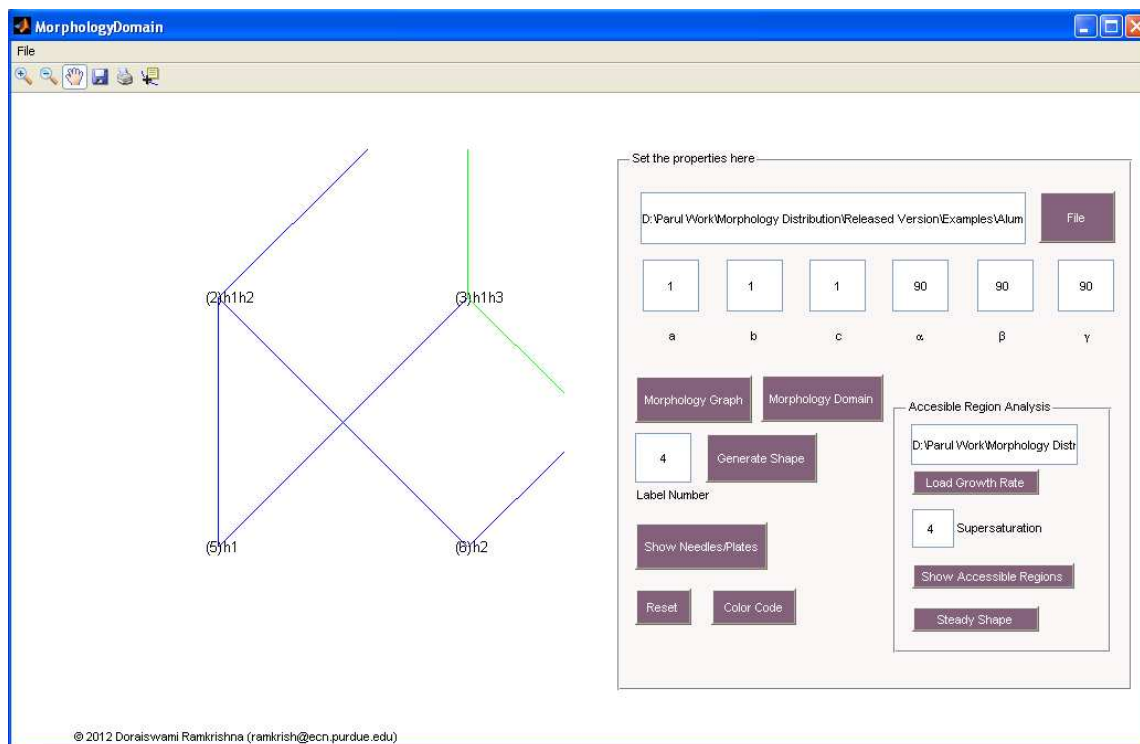 MorphologyDomain
File
Set the properties here
D:\Parul Work\Morphology Distribution\Released Version\Examples\Alum
File
1 1 1 90 90 90
a b c α β γ
(2)h1h2
(3)h1h3
Morphology Graph
Morphology Domain
4
Generate Shape
Label Number
Show Needles/Plates
Reset
Color Code
Accesible Region Analysis
D:\Parul Work\Morphology Distr
Load Growth Rate
4 Supersaturation
Show Accessible Regions
Steady Shape
(5)h1
(6)h2
© 2012 Doraiswami Ramkrishna (ramkrish@ecn.purdue.edu)